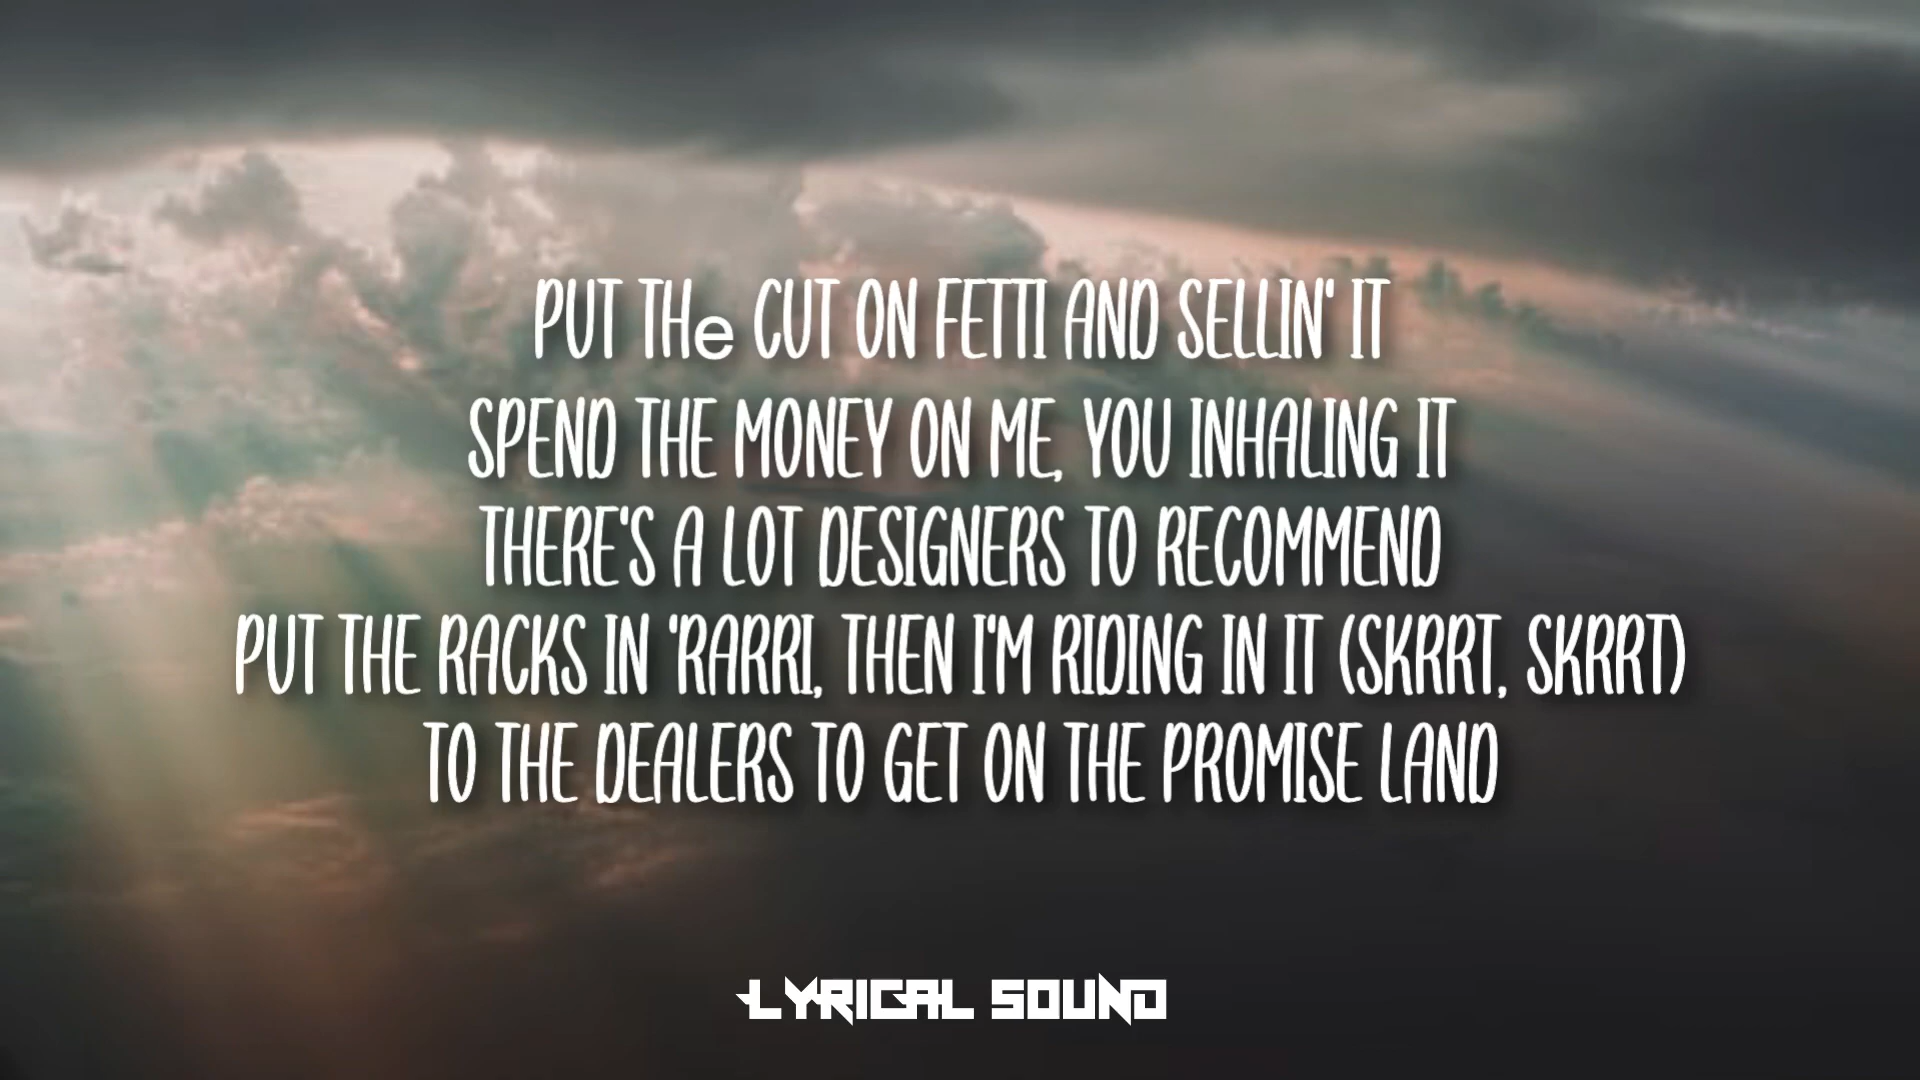 PUT THe CUT ON FETTI AND SELLIN' IT
SPEND THE MONEY ON ME, YOU INHALING IT
THERE'S A LOT DESIGNERS TO RECOMMEND
PUT THE RACKS IN 'RARRI, THEN I'M RIDING IN IT (SKRRT, SKRRT)
TO THE DEALERS TO GET ON THE PROMISE LAND
LYRICAL SOUND